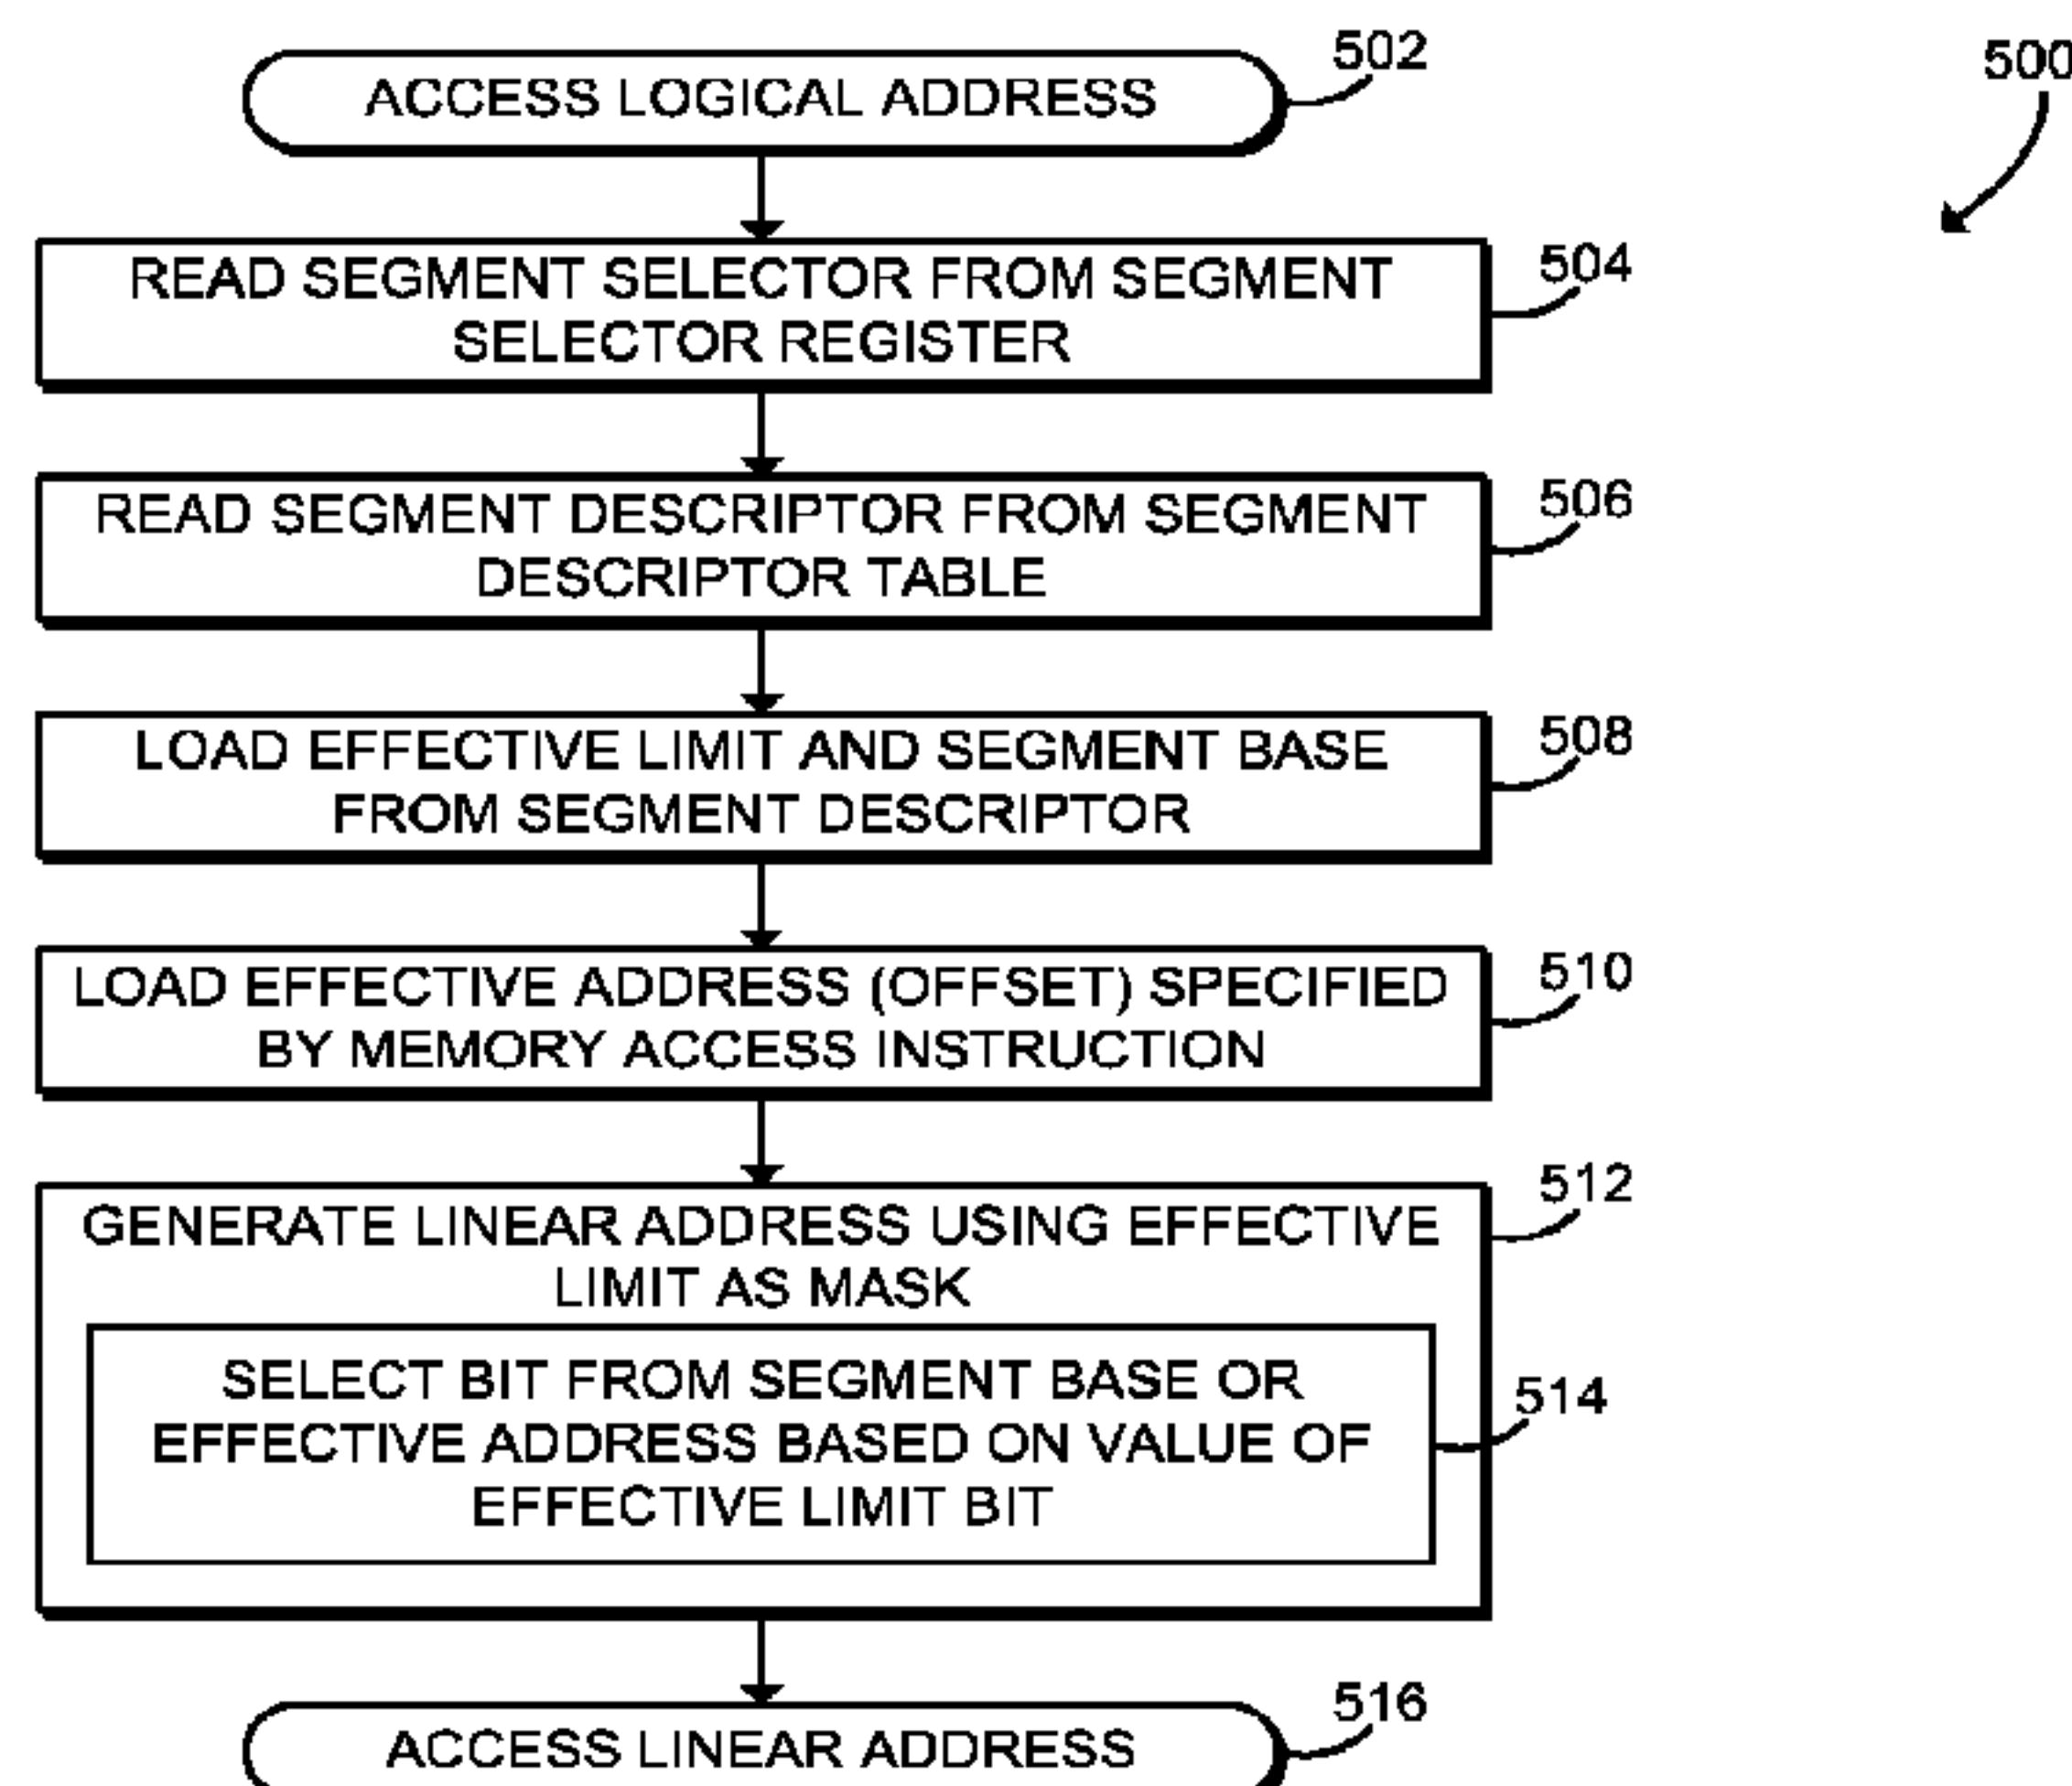 502
500
ACCESS LOGICAL ADDRESS
504
READ SEGMENT SELECTOR FROM SEGMENT
SELECTOR REGISTER
506
READ SEGMENT DESCRIPTOR FROM SEGMENT
DESCRIPTOR TABLE
508
LOAD EFFECTIVE LIMIT AND SEGMENT BASE
FROM SEGMENT DESCRIPTOR
510
LOAD EFFECTIVE ADDRESS (OFFSET) SPECIFIED
BY MEMORY ACCESS INSTRUCTION
512
GENERATE LINEAR ADDRESS USING EFFECTIVE
LIMIT AS MASK
514
SELECT BIT FROM SEGMENT BASE OR
EFFECTIVE ADDRESS BASED ON VALUE OF
EFFECTIVE LIMIT BIT
516
ACCESS LINEAR ADDRESS